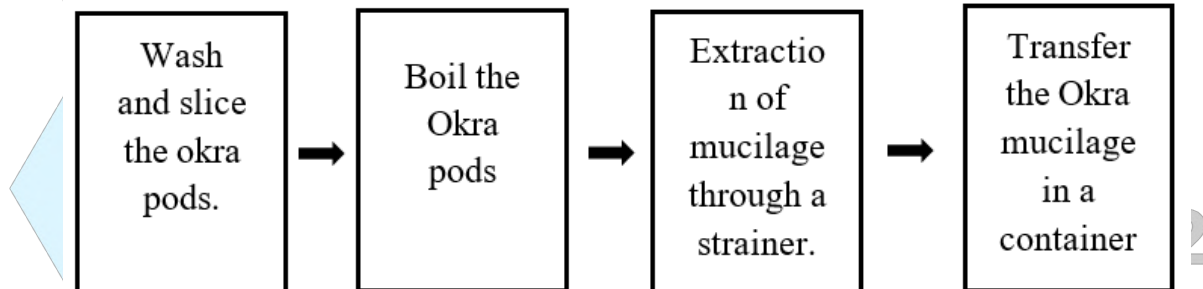 Wash
and slice
the okra
pods.
Boil the
Okra
pods
Extractio
n of
mucilage
through a
strainer.
Transfer
the Okra
mucilage
in a
container